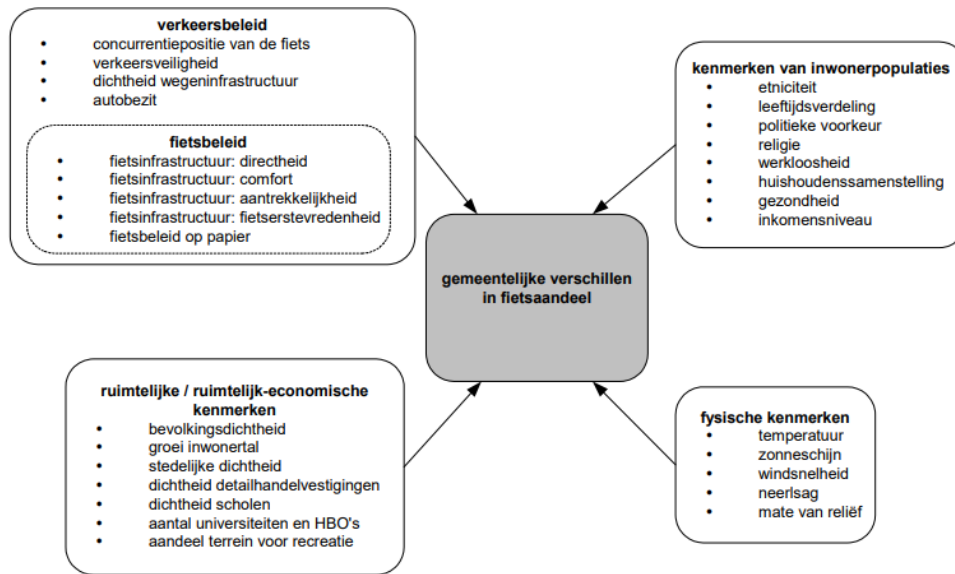 verkeersbeleid
• concurrentiepositie van de fiets
• verkeersveiligheid
• dichtheid wegeninfrastructuur
• autobezit
fietsbeleid
• fietsinfrastructuur: directheid
• fietsinfrastructuur: comfort
• fietsinfrastructuur: aantrekkelijkheid
• fietsinfrastructuur: fietserstevredenheid
• fietsbeleid op papier
kenmerken van inwonerpopulaties
• etniciteit
• leeftijdsverdeling
• politieke voorkeur
• religie
• werkloosheid
• huishoudenssamenstelling
• gezondheid
• inkomensniveau
gemeentelijke verschillen
in fietsaandeel
ruimtelijke / ruimtelijk-economische
kenmerken
• bevolkingsdichtheid
• groei inwonertal
• stedelijke dichtheid
• dichtheid detailhandelvestigingen
• dichtheid scholen
• aantal universiteiten en HBO's
• aandeel terrein voor recreatie
fysische kenmerken
• temperatuur
• zonneschijn
• windsnelheid
• neerlsag
• mate van reliëf